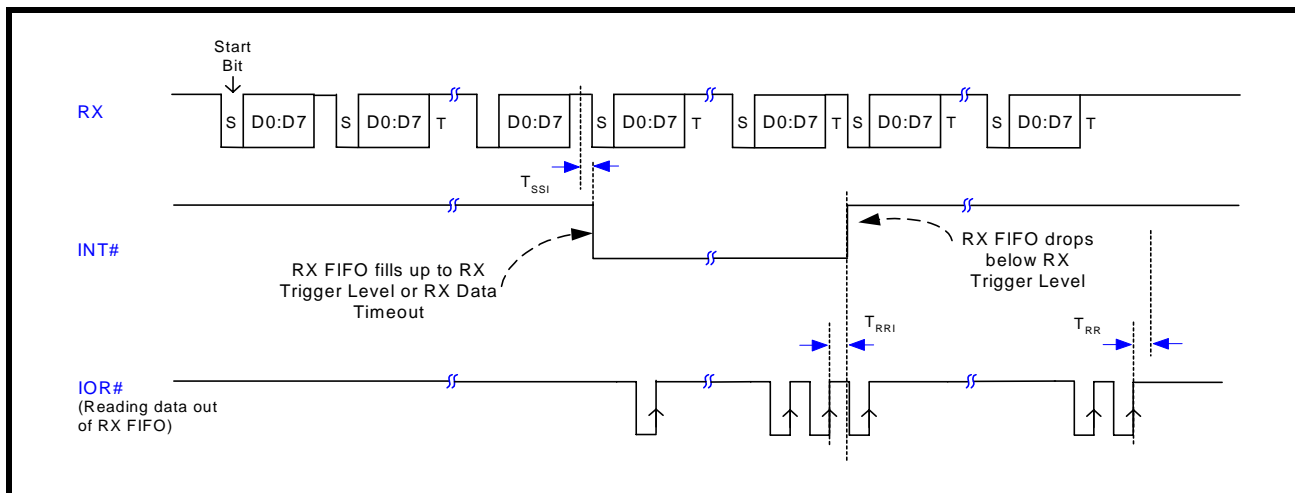 Start
Bit
RX
S D0:D7 S D0:D7 T D0:D7 S D0:D7 T S D0:D7 T S D0:D7 T S D0:D7 T
TSSI
INT#
RX FIFO fills up to RX
Trigger Level or RX Data
Timeout
RX FIFO drops
below RX
Trigger Level
TRRI
TRR
IOR#
(Reading data out
of RX FIFO)